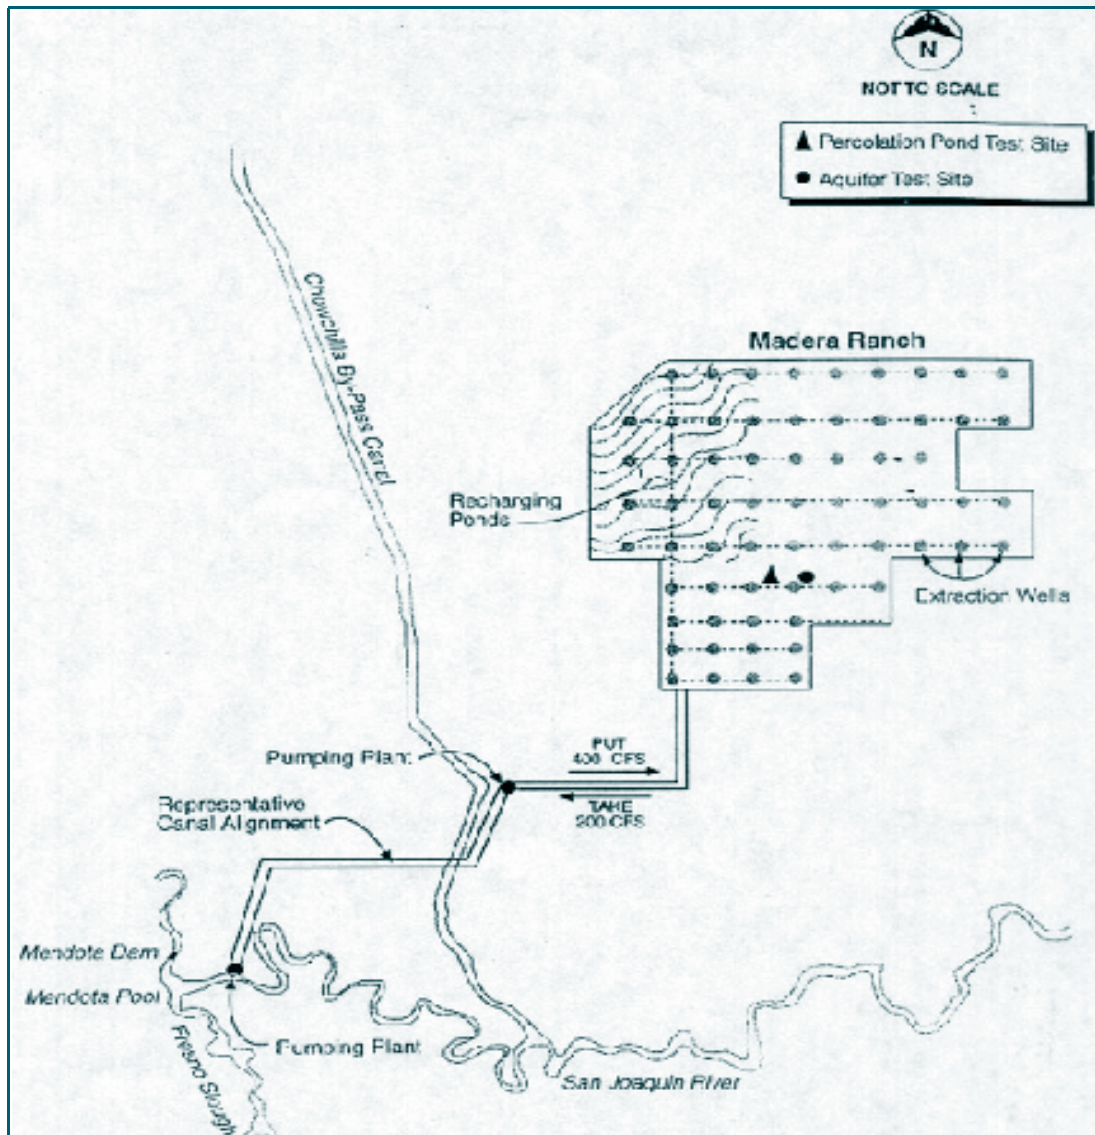 N
NOT TO SCALE
Percolation Pond Test Site
Aquifer Test Site
Chowchilla By-Pass Canal
Madera Ranch
Recharging
Ponds
Extraction Wells
PUT
400 CFS
Pumping Plant
TAKE
200 CFS
Representative
Canal Alignment
Mendota Dam
Mendota Pool
Pumping Plant
San Joaquin River
Fresno Slough